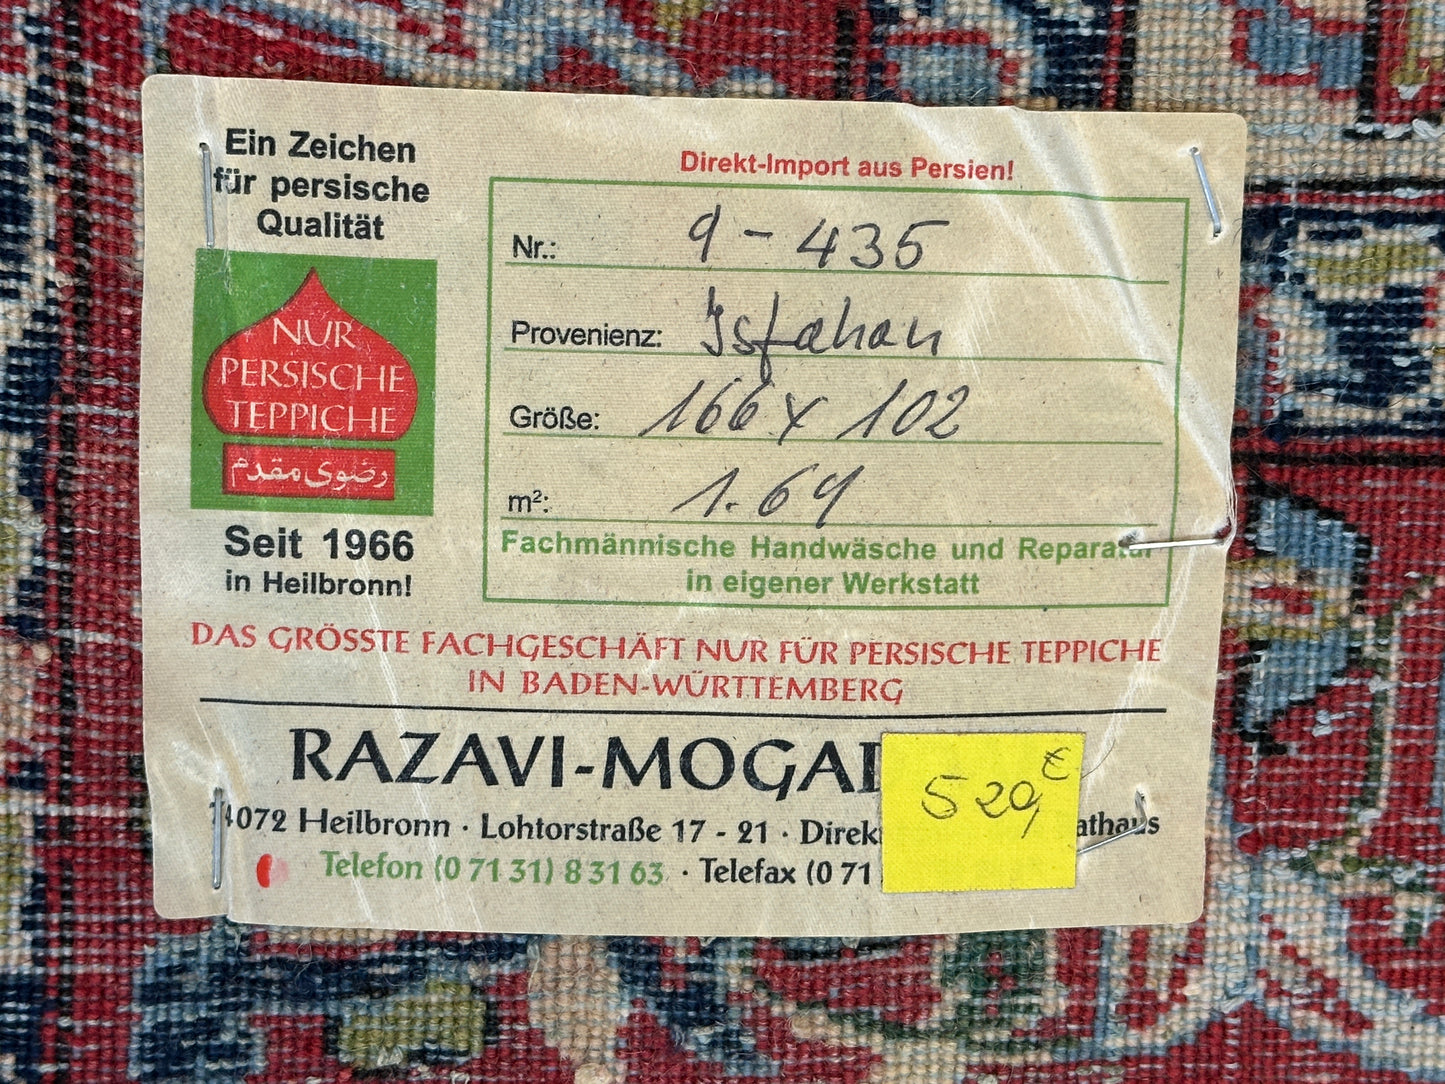 Ein Zeichen
für persische
Qualität
NUR
PERSISCHE
TEPPICHE
رضوی مقدم
Seit 1966
in Heilbronn!
Direkt-Import aus Persien!
Nr.: 9 - 435
Provenienz: Isfahan
Größe: 166 x 102
m²: 1.69
Fachmännische Handwäsche und Reparatur
in eigener Werkstatt
DAS GRÖSSTE FACHGESCHÄFT NUR FÜR PERSISCHE TEPPICHE
IN BADEN-WÜRTTEMBERG
RAZAVI-MOGAD
529,€
74072 Heilbronn · Lohtorstraße 17 - 21 · Direk athaus
Telefon (0 71 31) 8 31 63 · Telefax (0 71